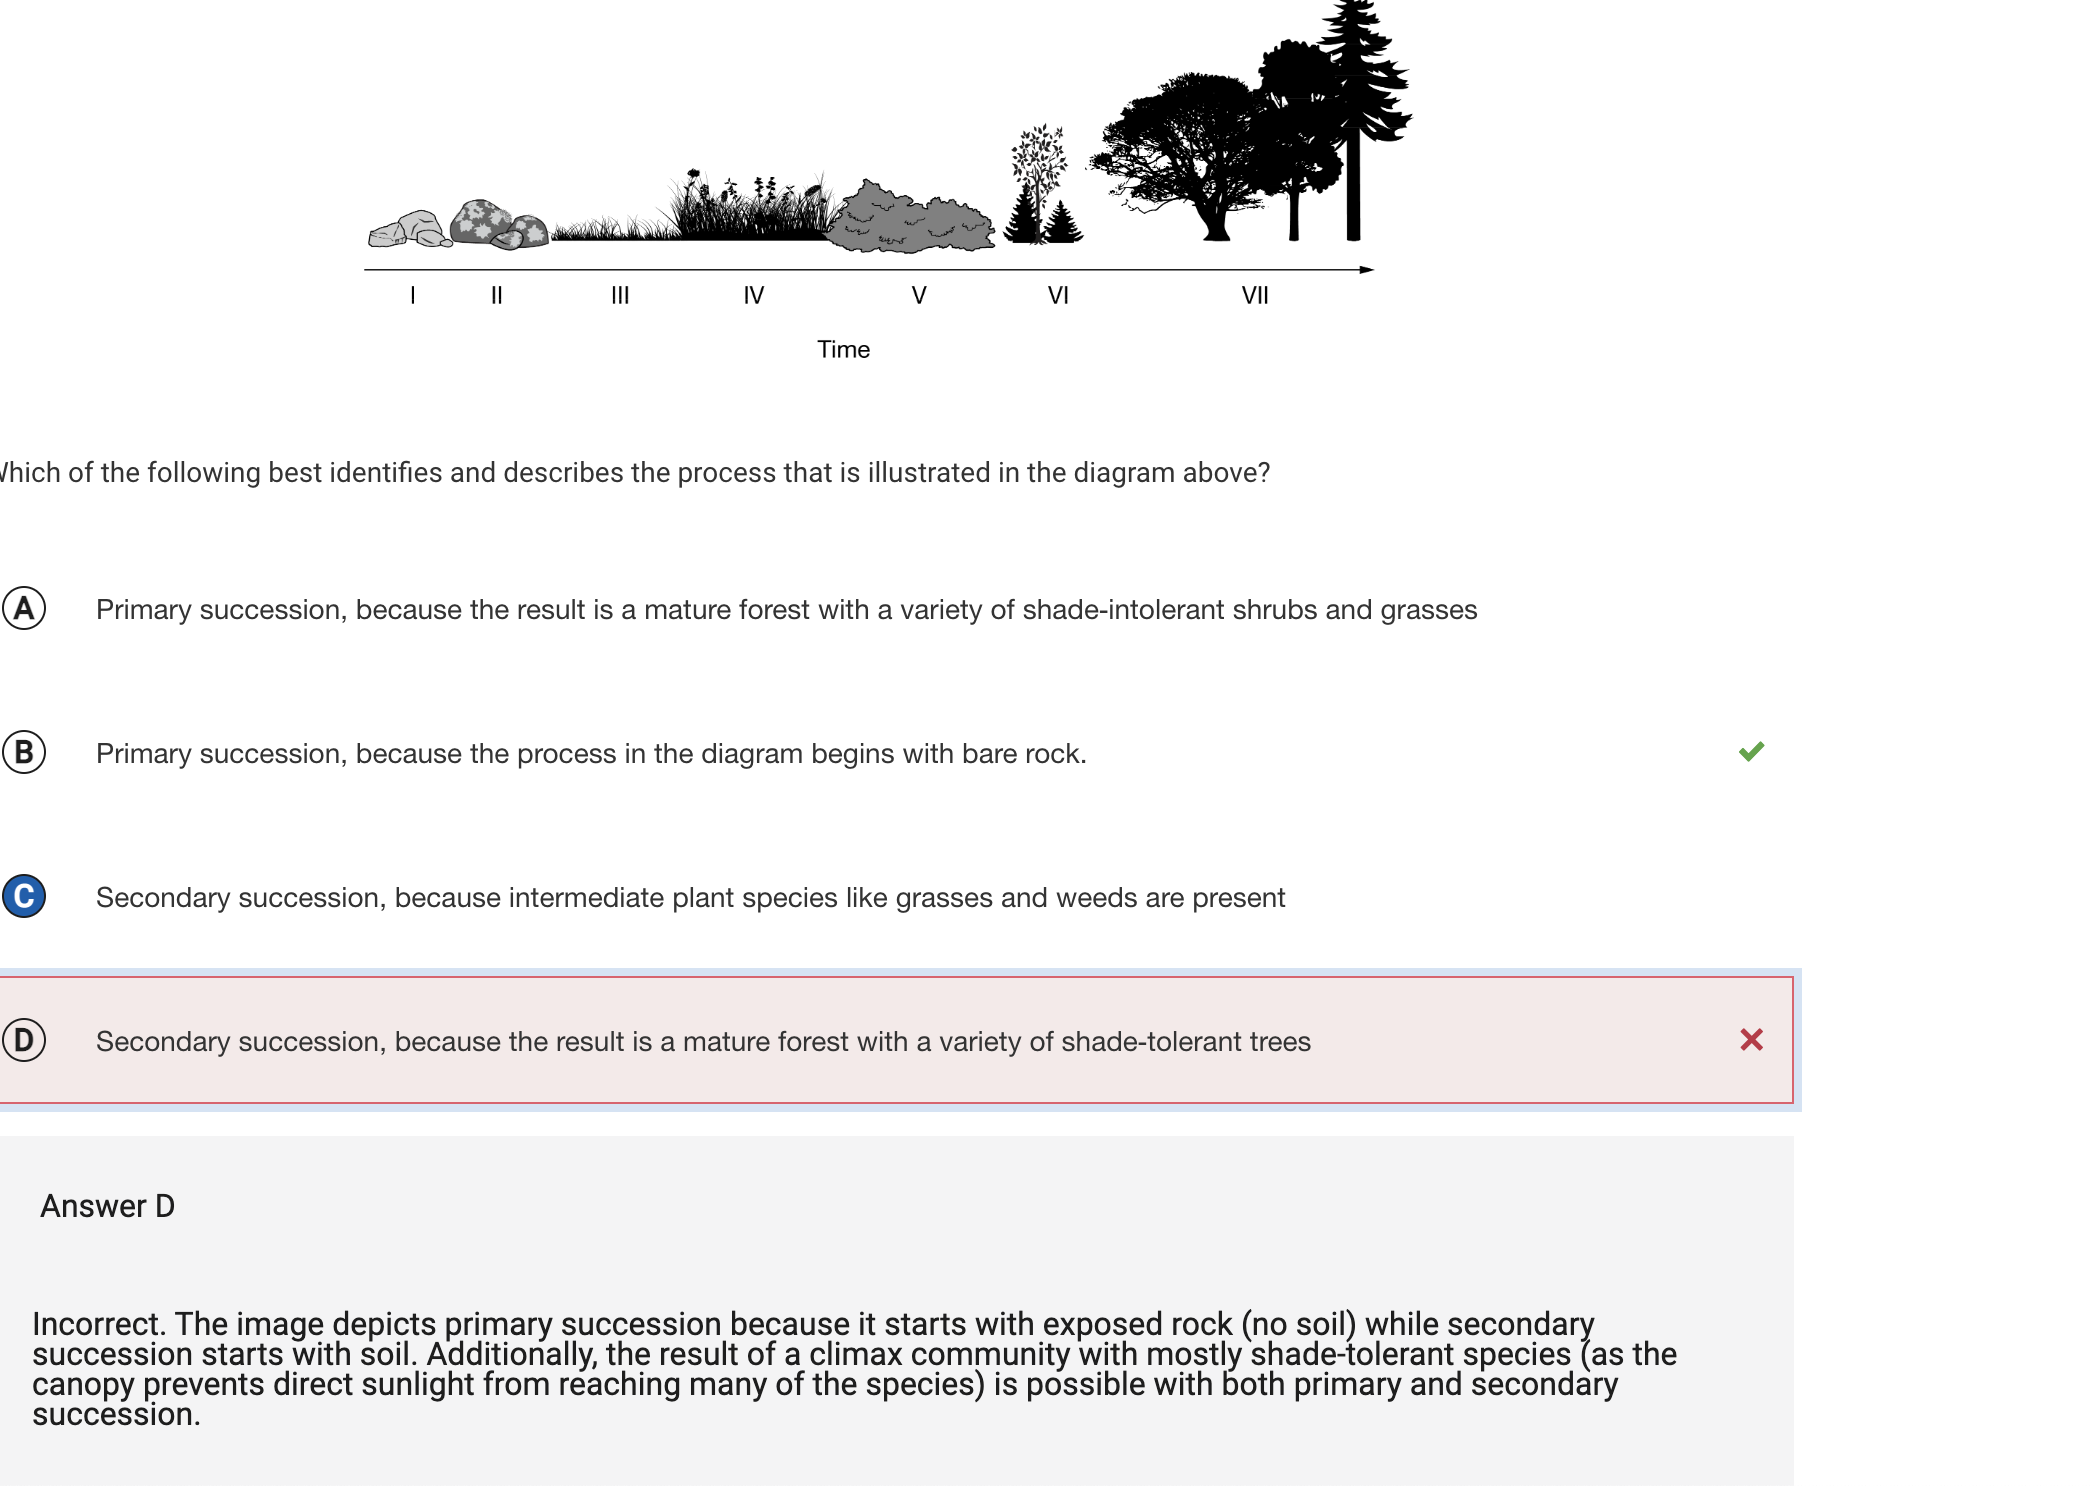 I II III IV V VI VII
Time
Which of the following best identifies and describes the process that is illustrated in the diagram above?
A Primary succession, because the result is a mature forest with a variety of shade-intolerant shrubs and grasses
B Primary succession, because the process in the diagram begins with bare rock.
C Secondary succession, because intermediate plant species like grasses and weeds are present
D Secondary succession, because the result is a mature forest with a variety of shade-tolerant trees
Answer D
Incorrect. The image depicts primary succession because it starts with exposed rock (no soil) while secondary
succession starts with soil. Additionally, the result of a climax community with mostly shade-tolerant species (as the
canopy prevents direct sunlight from reaching many of the species) is possible with both primary and secondary
succession.